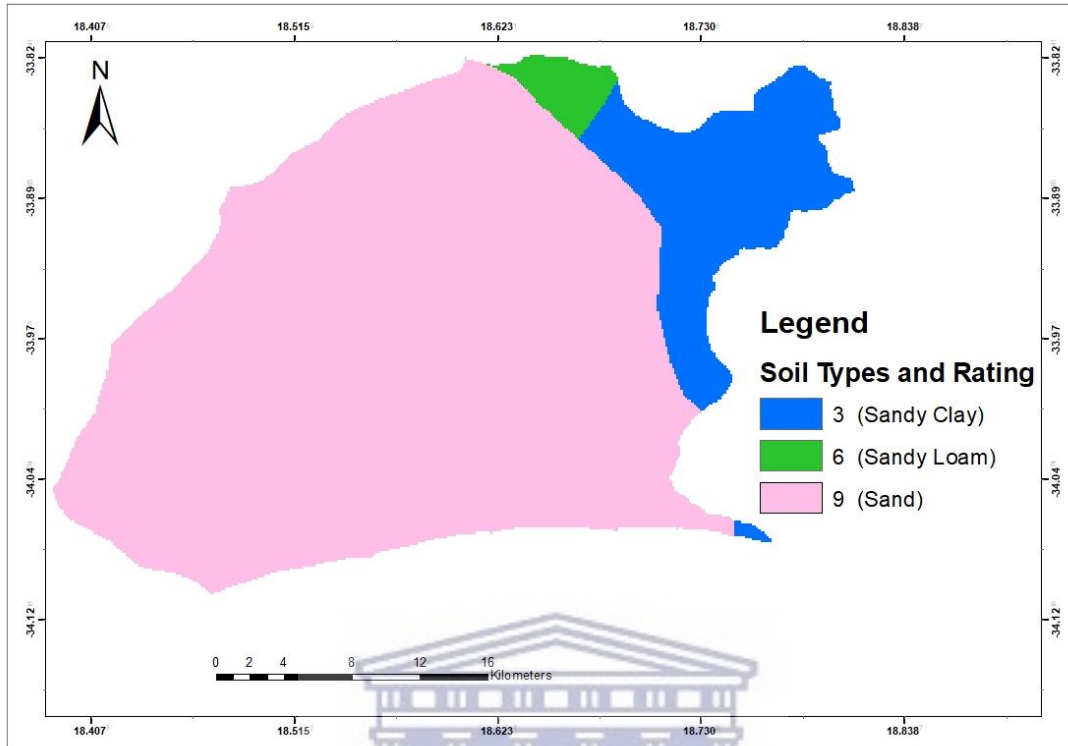 18.407 18.515 18.623 18.730 18.838
N
-33.82 -33.82
-33.89 -33.89
-33.97 -33.97
-34.04 -34.04
-34.12 -34.12
Legend
Soil Types and Rating
3 (Sandy Clay)
6 (Sandy Loam)
9 (Sand)
0 2 4 8 12 16
Kilometers
18.407 18.515 18.623 18.730 18.838